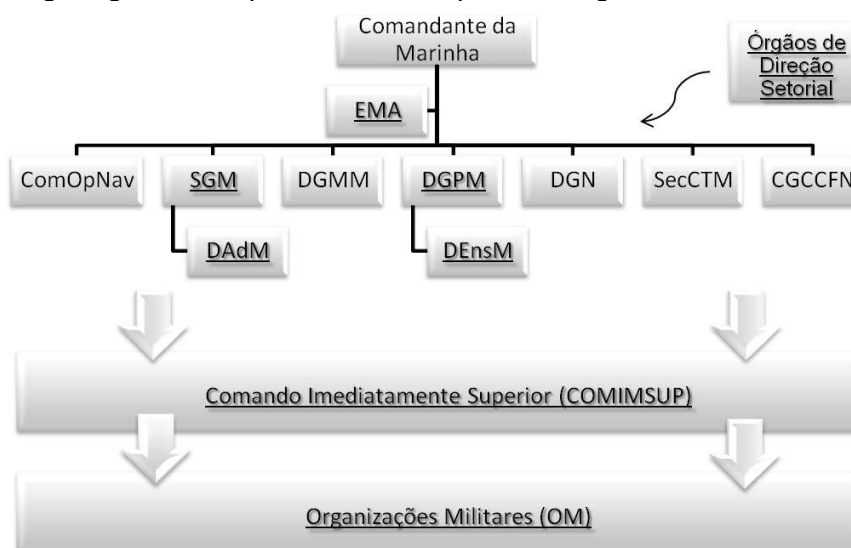 Comandante da
Marinha
Órgãos de
Direção
Setorial
EMA
ComOpNav
SGM
DGMM
DGPM
DGN
SecCTM
CGCCFN
DAdM
DEnsM
Comando Imediatamente Superior (COMIMSUP)
Organizações Militares (OM)